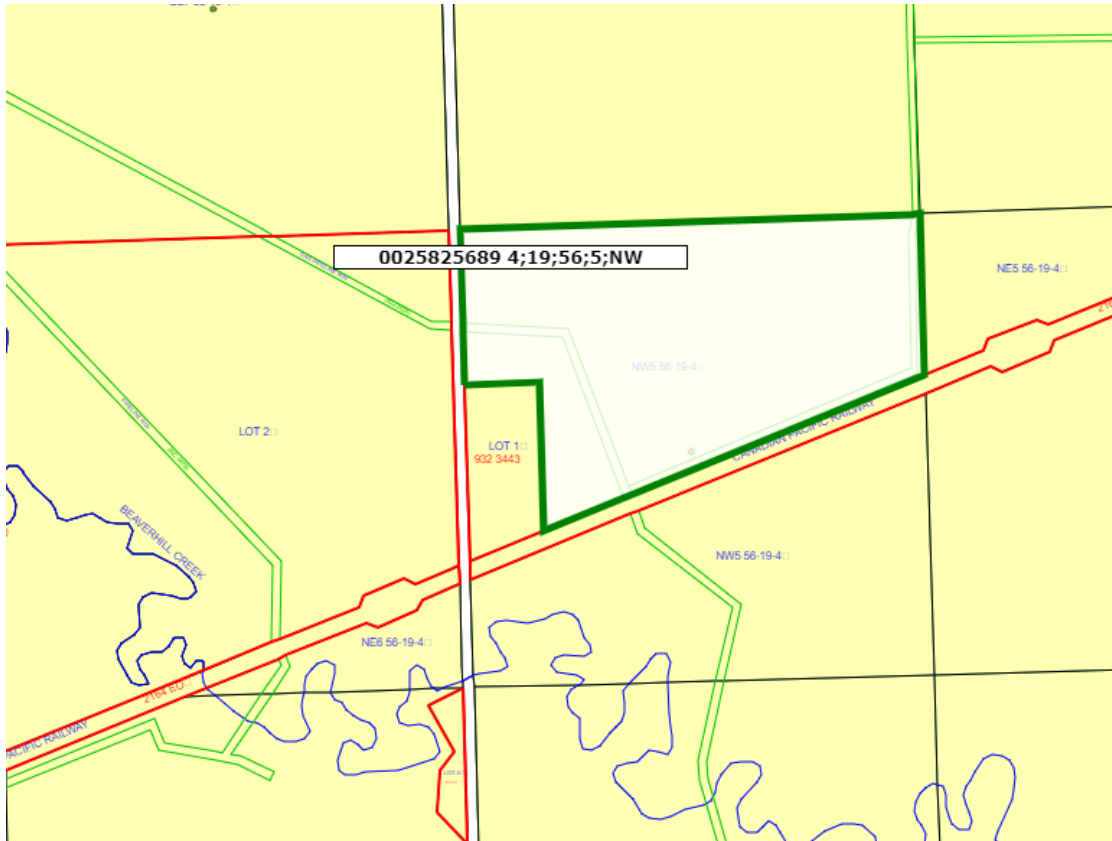 0025825689 4;19;56;5;NW
NE5 56-19-4
NW5 56-19-4
CANADIAN PACIFIC RAILWAY
LOT 2
LOT 1
932 3443
BEAVERHILL CREEK
NW5 56-19-4
NE6 56-19-4
2164 EO
PACIFIC RAILWAY